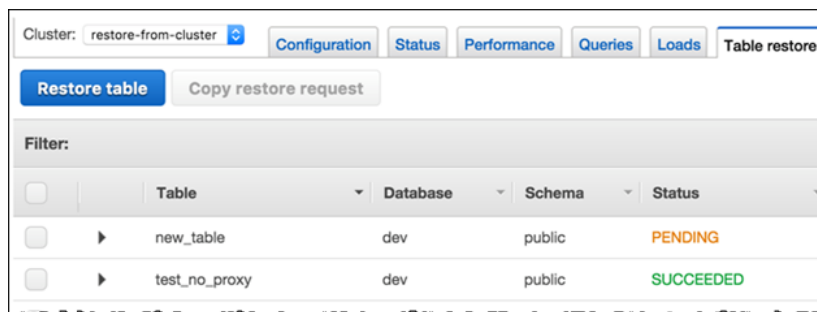 Cluster: restore-from-cluster Configuration Status Performance Queries Loads Table restore
Restore table Copy restore request
Filter:
Table Database Schema Status
new_table dev public PENDING
test_no_proxy dev public SUCCEEDED